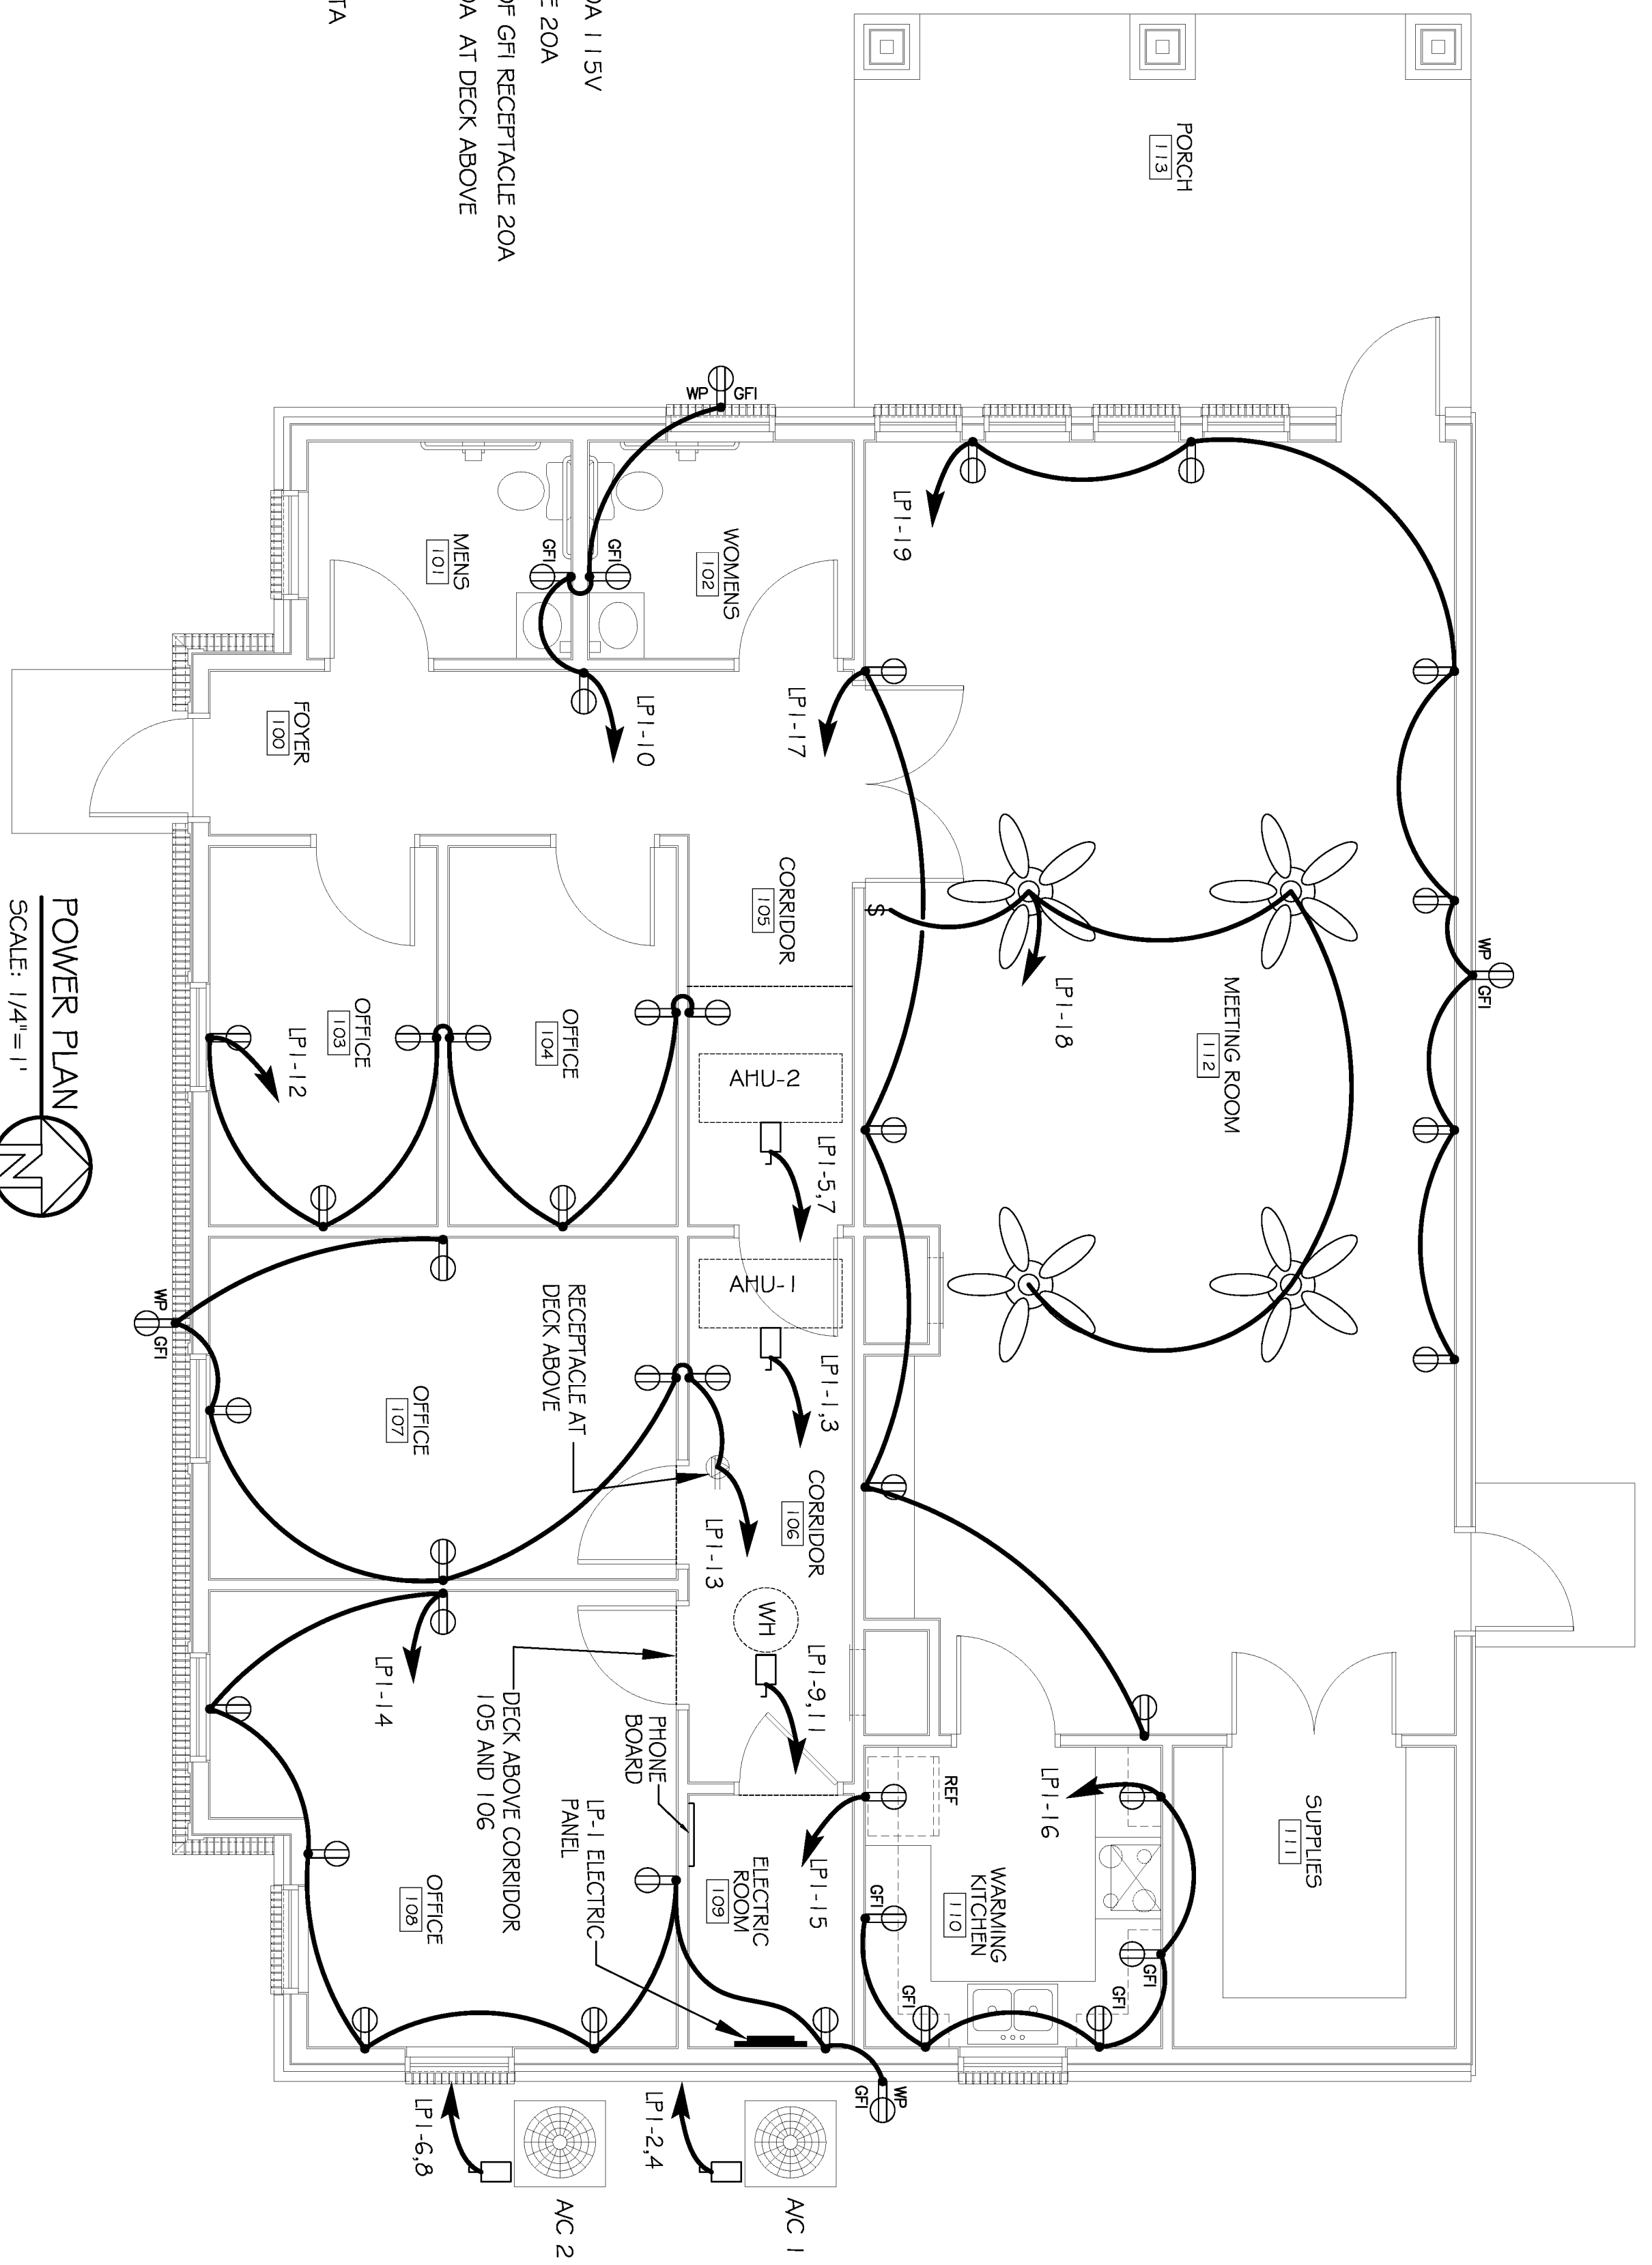 0A 115V
E 20A
OF GFI RECEPTACLE 20A
0A AT DECK ABOVE
TA
PORCH
113
WP
GFI
MENS
101
GFI
GFI
WOMENS
102
LP1-19
FOYER
100
LP1-10
LP1-17
CORRIDOR
105
$
LP1-18
MEETING ROOM
112
WP
GFI
OFFICE
103
LP1-12
OFFICE
104
AHU-2
LP1-5,7
AHU-1
LP1-1,3
WP
GFI
OFFICE
107
RECEPTACLE AT
DECK ABOVE
LP1-13
CORRIDOR
106
WH
LP1-9,11
LP1-14
DECK ABOVE CORRIDOR
105 AND 106
PHONE
BOARD
LP-1 ELECTRIC
PANEL
OFFICE
108
ELECTRIC
ROOM
109
LP1-15
REF
LP1-16
WARMING
KITCHEN
110
GFI
GFI
GFI
GFI
SUPPLIES
111
WP
GFI
LP1-6,8
LP1-2,4
A/C 1
A/C 2
POWER PLAN
SCALE: 1/4"=1'
N